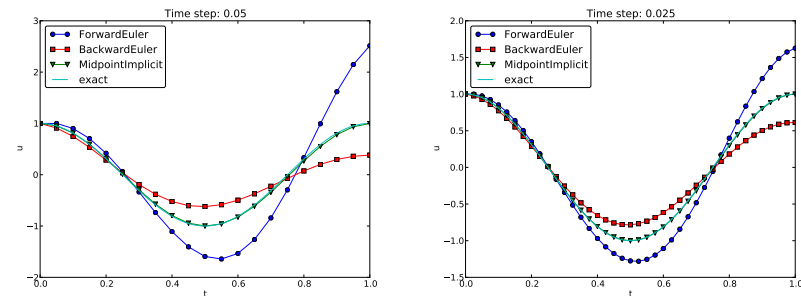 Time step: 0.05
3
2
1
0
−1
−2
0.0 0.2 0.4 0.6 0.8 1.0
u
t
ForwardEuler
BackwardEuler
MidpointImplicit
exact
Time step: 0.025
2.0
1.5
1.0
0.5
0.0
−0.5
−1.0
−1.5
0.0 0.2 0.4 0.6 0.8 1.0
u
t
ForwardEuler
BackwardEuler
MidpointImplicit
exact